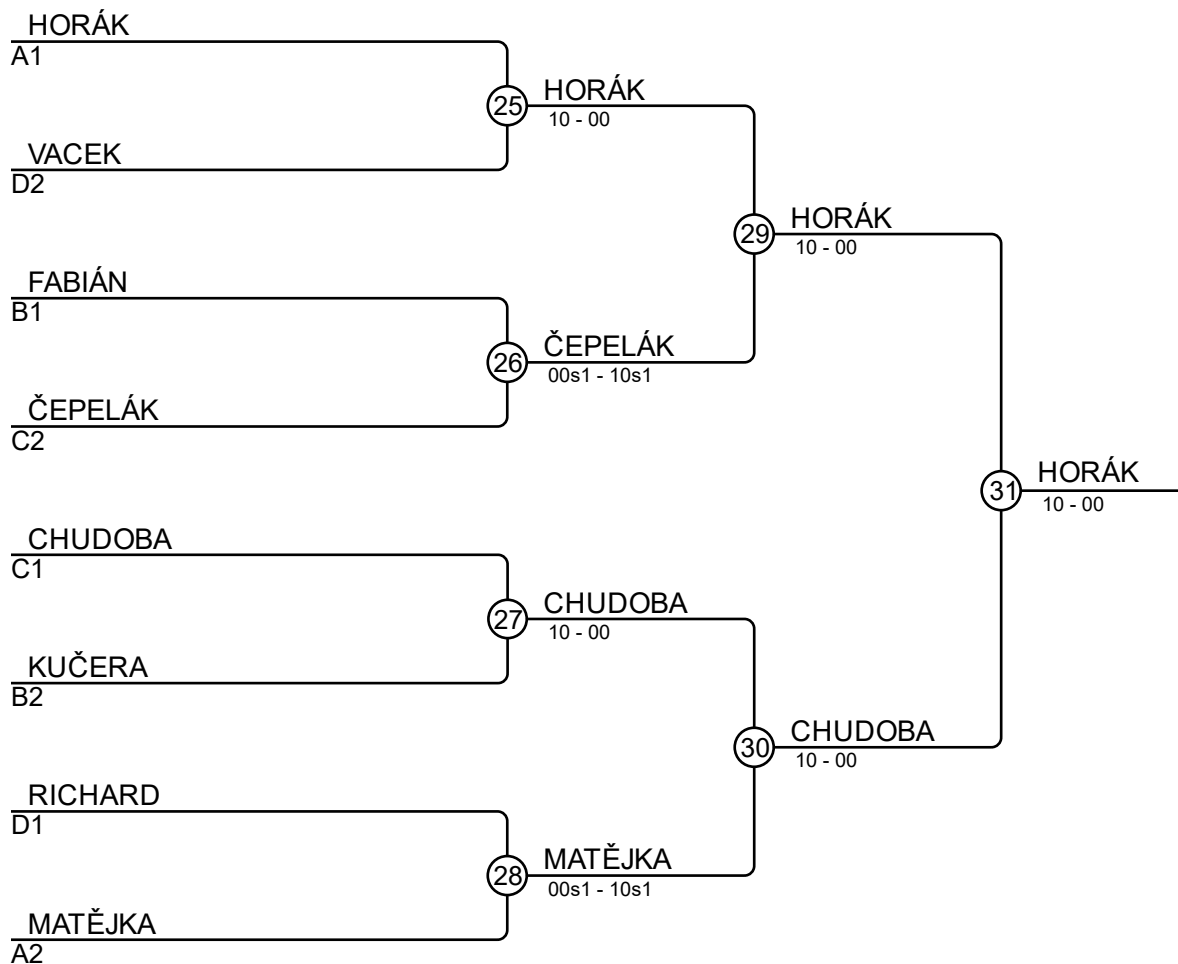 HORÁK
A1
25
HORÁK
10 - 00
VACEK
D2
29
HORÁK
10 - 00
FABIÁN
B1
26
ČEPELÁK
00s1 - 10s1
ČEPELÁK
C2
31
HORÁK
10 - 00
CHUDOBA
C1
27
CHUDOBA
10 - 00
KUČERA
B2
30
CHUDOBA
10 - 00
RICHARD
D1
28
MATĚJKA
00s1 - 10s1
MATĚJKA
A2